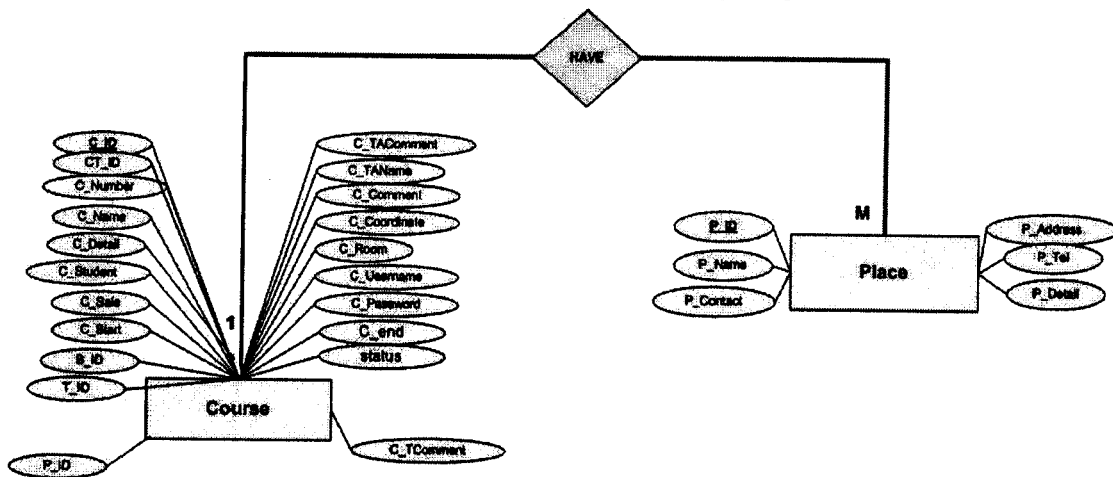 HAVE
C_ID
CT_ID
C_Number
C_Name
C_Detail
C_Student
C_Sale
C_Start
B_ID
T_ID
P_ID
C_TAComment
C_TAName
C_Comment
C_Coordinate
C_Room
C_Username
C_Password
C_end
status
1
Course
C_TComment
M
P_ID
P_Name
P_Contact
Place
P_Address
P_Tel
P_Detail